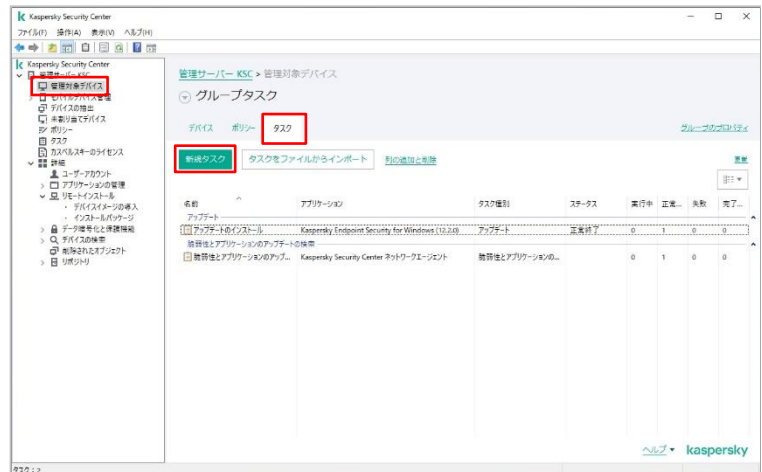 Kaspersky Security Center
ファイル(F) 操作(A) 表示(V) ヘルプ(H)
Kaspersky Security Center
管理サーバー KSC
管理対象デバイス
モバイルデバイス管理
デバイスの抽出
未割り当てデバイス
ポリシー
タスク
カスペルスキーのライセンス
詳細
ユーザーアカウント
アプリケーションの管理
リモートインストール
・ デバイスイメージの導入
・ インストールパッケージ
データ暗号化と保護機能
デバイスの検索
削除されたオブジェクト
リポジトリ
管理サーバー KSC > 管理対象デバイス
グループタスク
デバイス ポリシー タスク
グループのプロパティ
新規タスク タスクをファイルからインポート 列の追加と削除
更新
名前 アプリケーション タスク種別 ステータス 実行中 正常... 失敗 完了...
アップデート
アップデートのインストール Kaspersky Endpoint Security for Windows (12.2.0) アップデート 正常終了 0 1 0 0
脆弱性とアプリケーションのアップデートの検索
脆弱性とアプリケーションのアップ... Kaspersky Security Center ネットワークエージェント 脆弱性とアプリケーションの... 0 1 0 0
ヘルプ kaspersky
タスク : 2